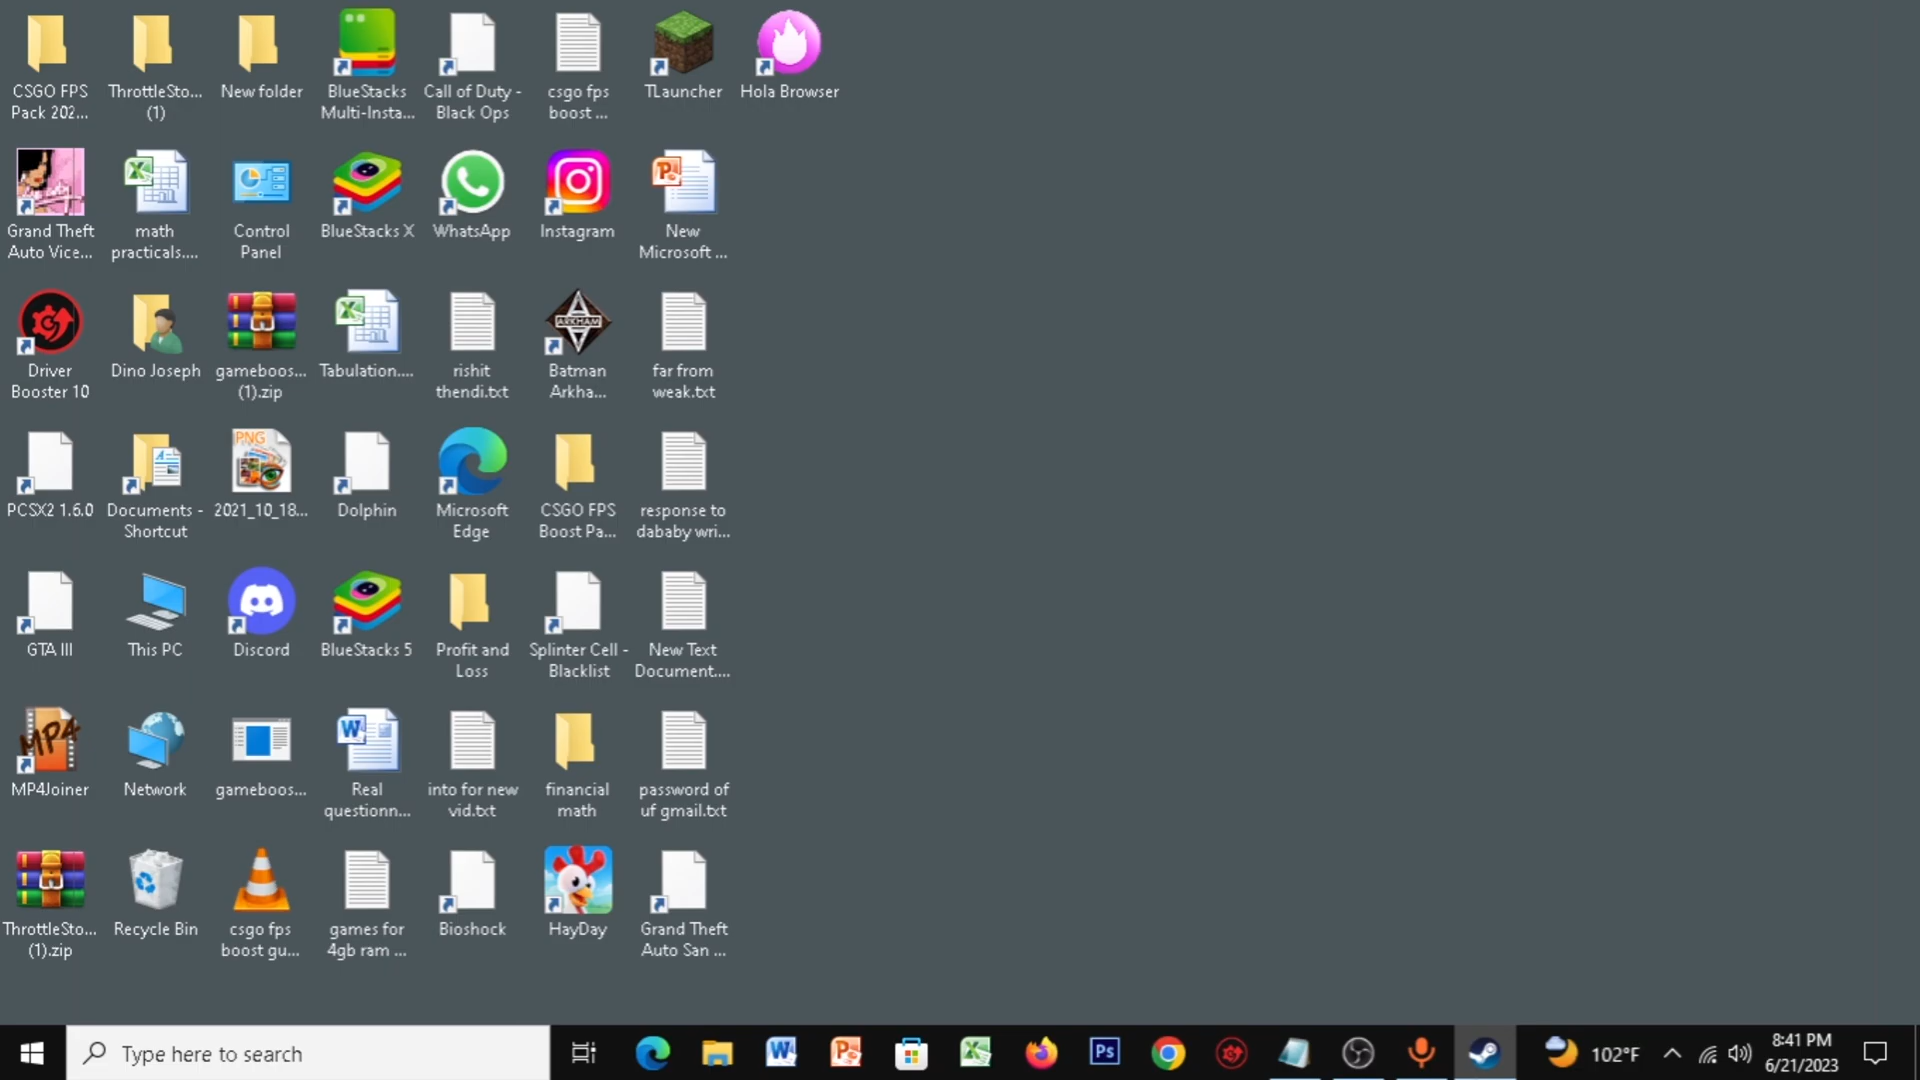 CSGO FPS
Pack 202...
ThrottleSto...
(1)
New folder
BlueStacks
Multi-Insta...
Call of Duty -
Black Ops
csgo fps
boost ...
TLauncher
Hola Browser
Grand Theft
Auto Vice...
math
practicals....
Control
Panel
BlueStacks X
WhatsApp
Instagram
New
Microsoft ...
Driver
Booster 10
Dino Joseph
gameboos...
(1).zip
Tabulation....
rishit
thendi.txt
ARKHAM
Batman
Arkha...
far from
weak.txt
PCSX2 1.6.0
Documents -
Shortcut
PNG
2021_10_18...
Dolphin
Microsoft
Edge
CSGO FPS
Boost Pa...
response to
dababy wri...
GTA III
This PC
Discord
BlueStacks 5
Profit and
Loss
Splinter Cell -
Blacklist
New Text
Document....
MP4
MP4Joiner
Network
gameboos...
Real
questionn...
into for new
vid.txt
financial
math
password of
uf gmail.txt
ThrottleSto...
(1).zip
Recycle Bin
csgo fps
boost gu...
games for
4gb ram ...
Bioshock
HayDay
Grand Theft
Auto San ...
Type here to search
Ps
102°F
8:41 PM
6/21/2023